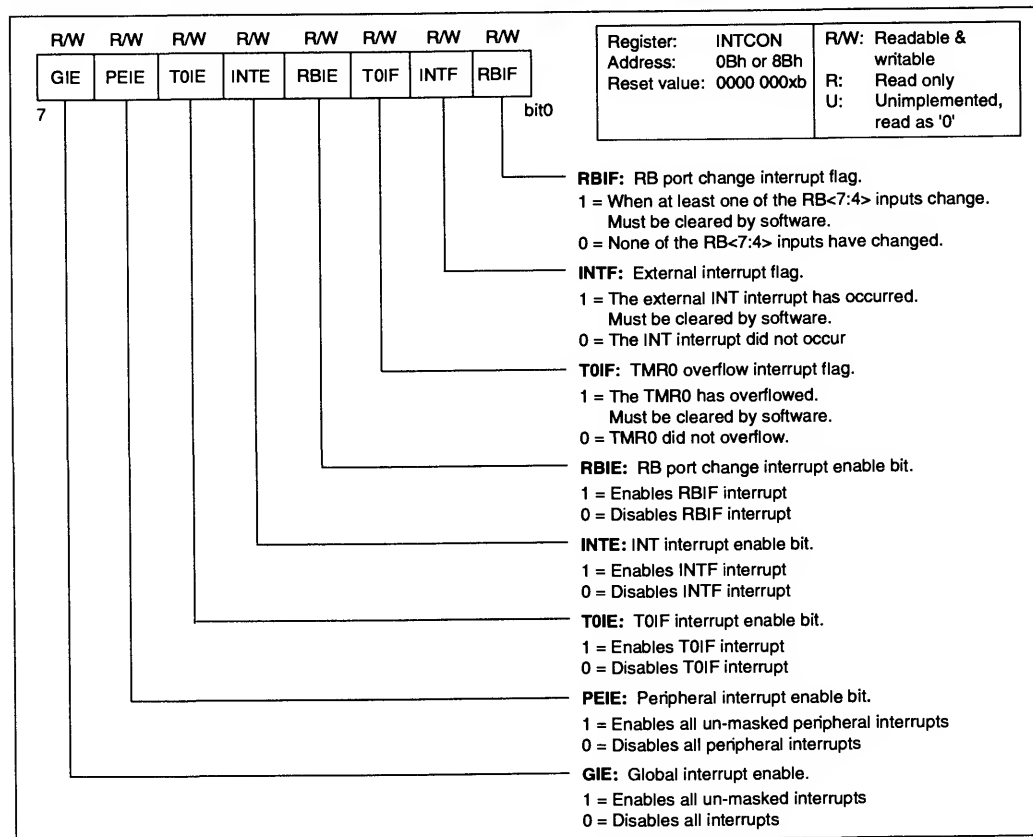 R/W R/W R/W R/W R/W R/W R/W R/W
GIE PEIE T0IE INTE RBIE T0IF INTF RBIF
7 bit0
Register: INTCON
Address: 0Bh or 8Bh
Reset value: 0000 000xb
R/W: Readable &
writable
R: Read only
U: Unimplemented,
read as '0'
RBIF: RB port change interrupt flag.
1 = When at least one of the RB<7:4> inputs change.
Must be cleared by software.
0 = None of the RB<7:4> inputs have changed.
INTF: External interrupt flag.
1 = The external INT interrupt has occurred.
Must be cleared by software.
0 = The INT interrupt did not occur
T0IF: TMR0 overflow interrupt flag.
1 = The TMR0 has overflowed.
Must be cleared by software.
0 = TMR0 did not overflow.
RBIE: RB port change interrupt enable bit.
1 = Enables RBIF interrupt
0 = Disables RBIF interrupt
INTE: INT interrupt enable bit.
1 = Enables INTF interrupt
0 = Disables INTF interrupt
T0IE: T0IF interrupt enable bit.
1 = Enables T0IF interrupt
0 = Disables T0IF interrupt
PEIE: Peripheral interrupt enable bit.
1 = Enables all un-masked peripheral interrupts
0 = Disables all peripheral interrupts
GIE: Global interrupt enable.
1 = Enables all un-masked interrupts
0 = Disables all interrupts